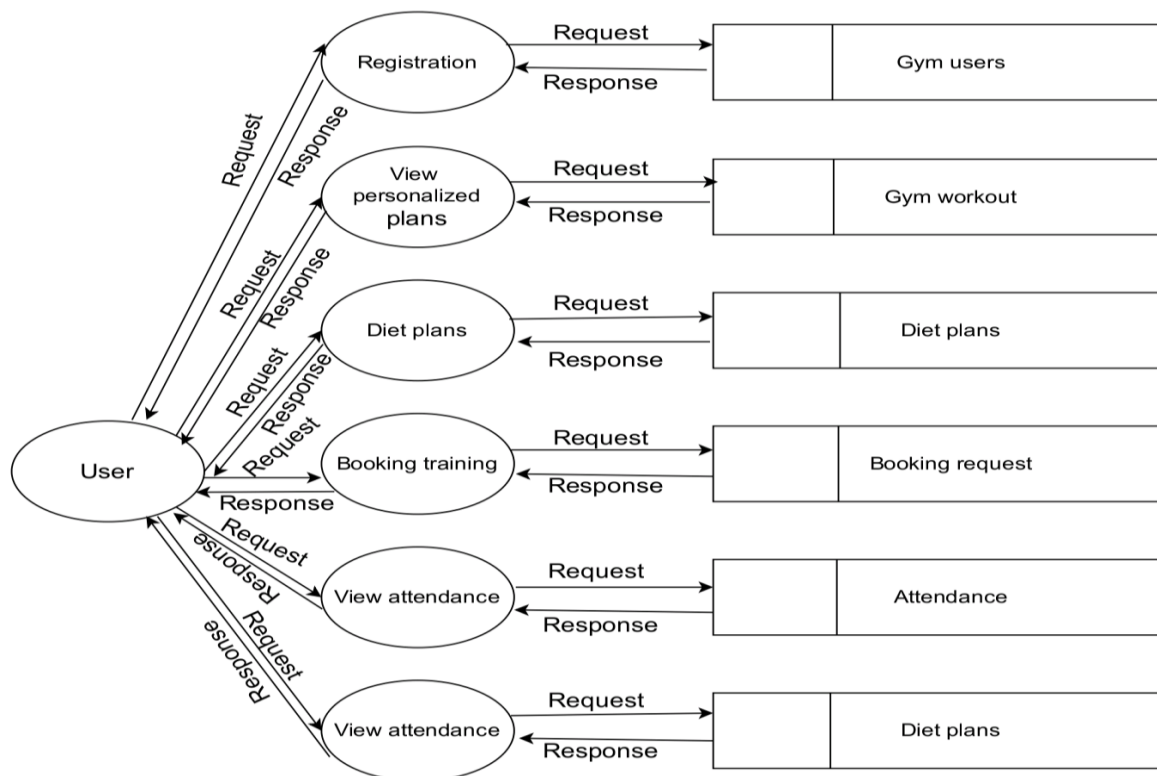 Registration
Request
Response
Gym users
Request
Response
View
personalized
plans
Request
Response
Gym workout
Request
Response
Diet plans
Request
Response
Diet plans
Request
Response
User
Request
Response
Booking training
Request
Response
Booking request
Request
Response
View attendance
Request
Response
Attendance
Request
Response
View attendance
Request
Response
Diet plans